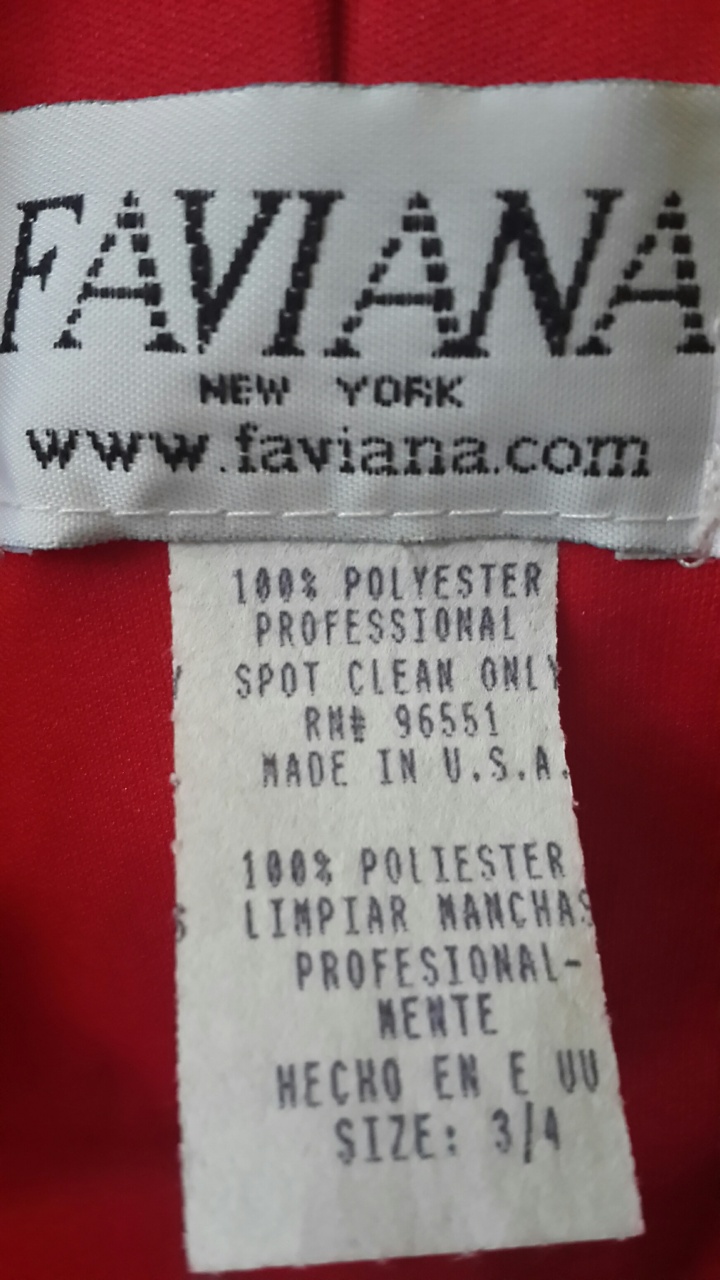 FAVIANA
NEW YORK
www.faviana.com
100% POLYESTER
PROFESSIONAL
SPOT CLEAN ONLY
RN# 96551
MADE IN U.S.A.
100% POLIESTER
LIMPIAR MANCHAS
PROFESIONAL-
MENTE
HECHO EN E UU
SIZE: 3/4